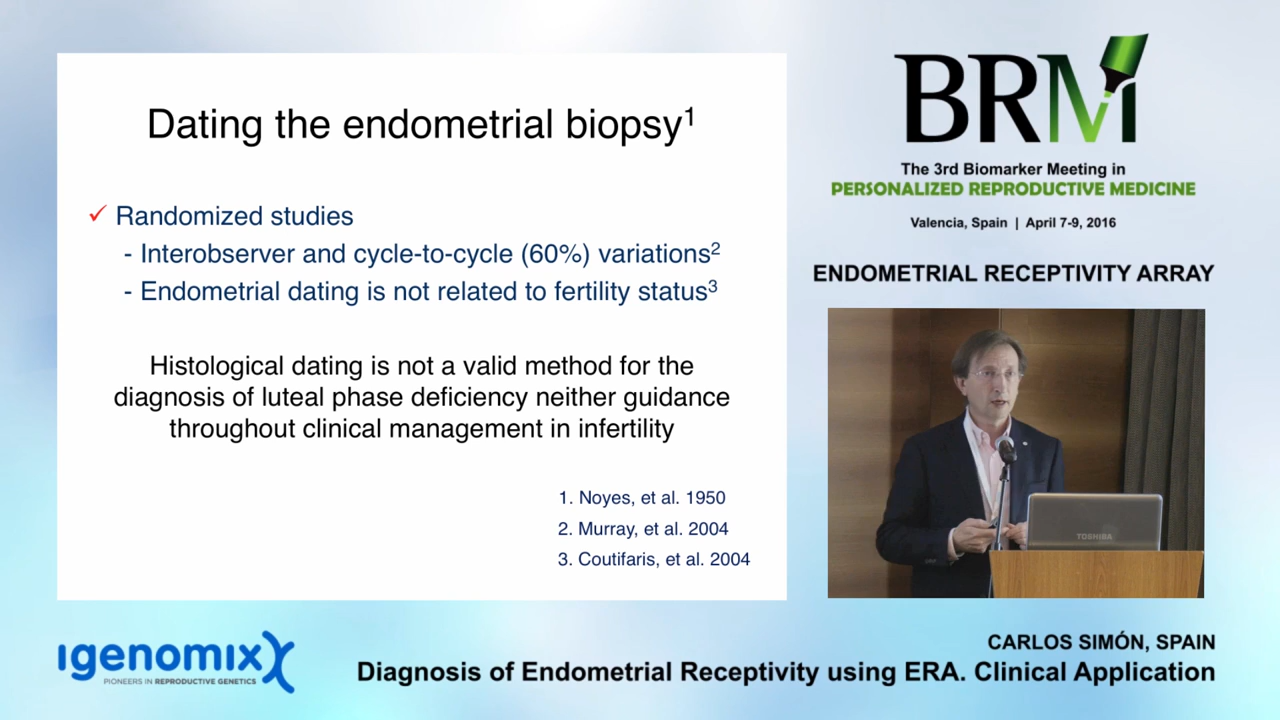 Dating the endometrial biopsy¹
✓ Randomized studies
- Interobserver and cycle-to-cycle (60%) variations²
- Endometrial dating is not related to fertility status³
Histological dating is not a valid method for the
diagnosis of luteal phase deficiency neither guidance
throughout clinical management in infertility
1. Noyes, et al. 1950
2. Murray, et al. 2004
3. Coutifaris, et al. 2004
BRM
The 3rd Biomarker Meeting in
PERSONALIZED REPRODUCTIVE MEDICINE
Valencia, Spain | April 7-9, 2016
ENDOMETRIAL RECEPTIVITY ARRAY
TOSHIBA
igenomix
PIONEERS IN REPRODUCTIVE GENETICS
CARLOS SIMÓN, SPAIN
Diagnosis of Endometrial Receptivity using ERA. Clinical Application